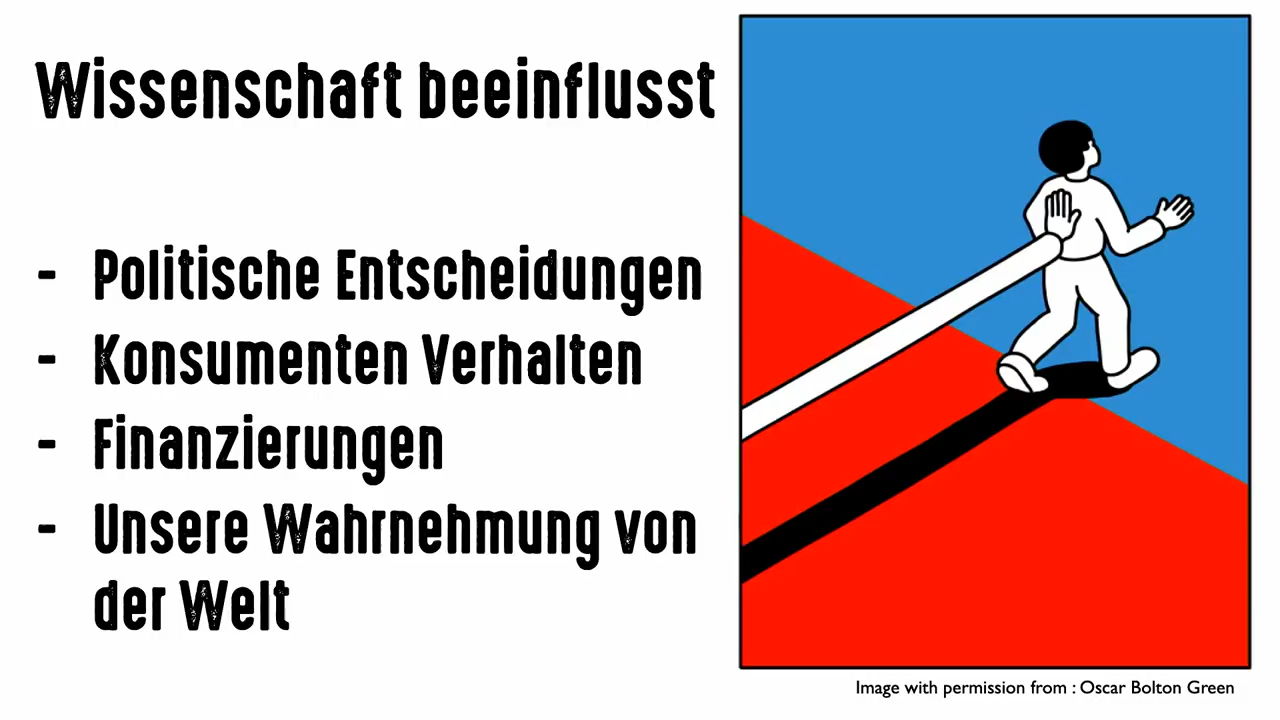 Wissenschaft beeinflusst
- Politische Entscheidungen
- Konsumenten Verhalten
- Finanzierungen
- Unsere Wahrnehmung von
der Welt
Image with permission from : Oscar Bolton Green